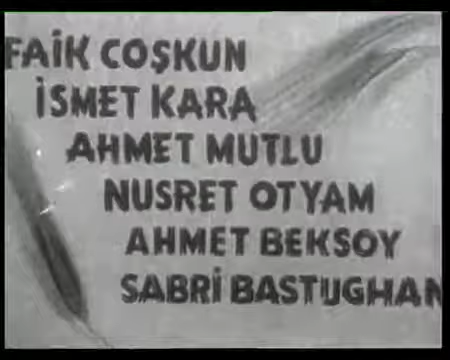 FAİK COŞKUN
İSMET KARA
AHMET MUTLU
NUSRET OTYAM
AHMET BEKSOY
SABRİ BASTUGHAN